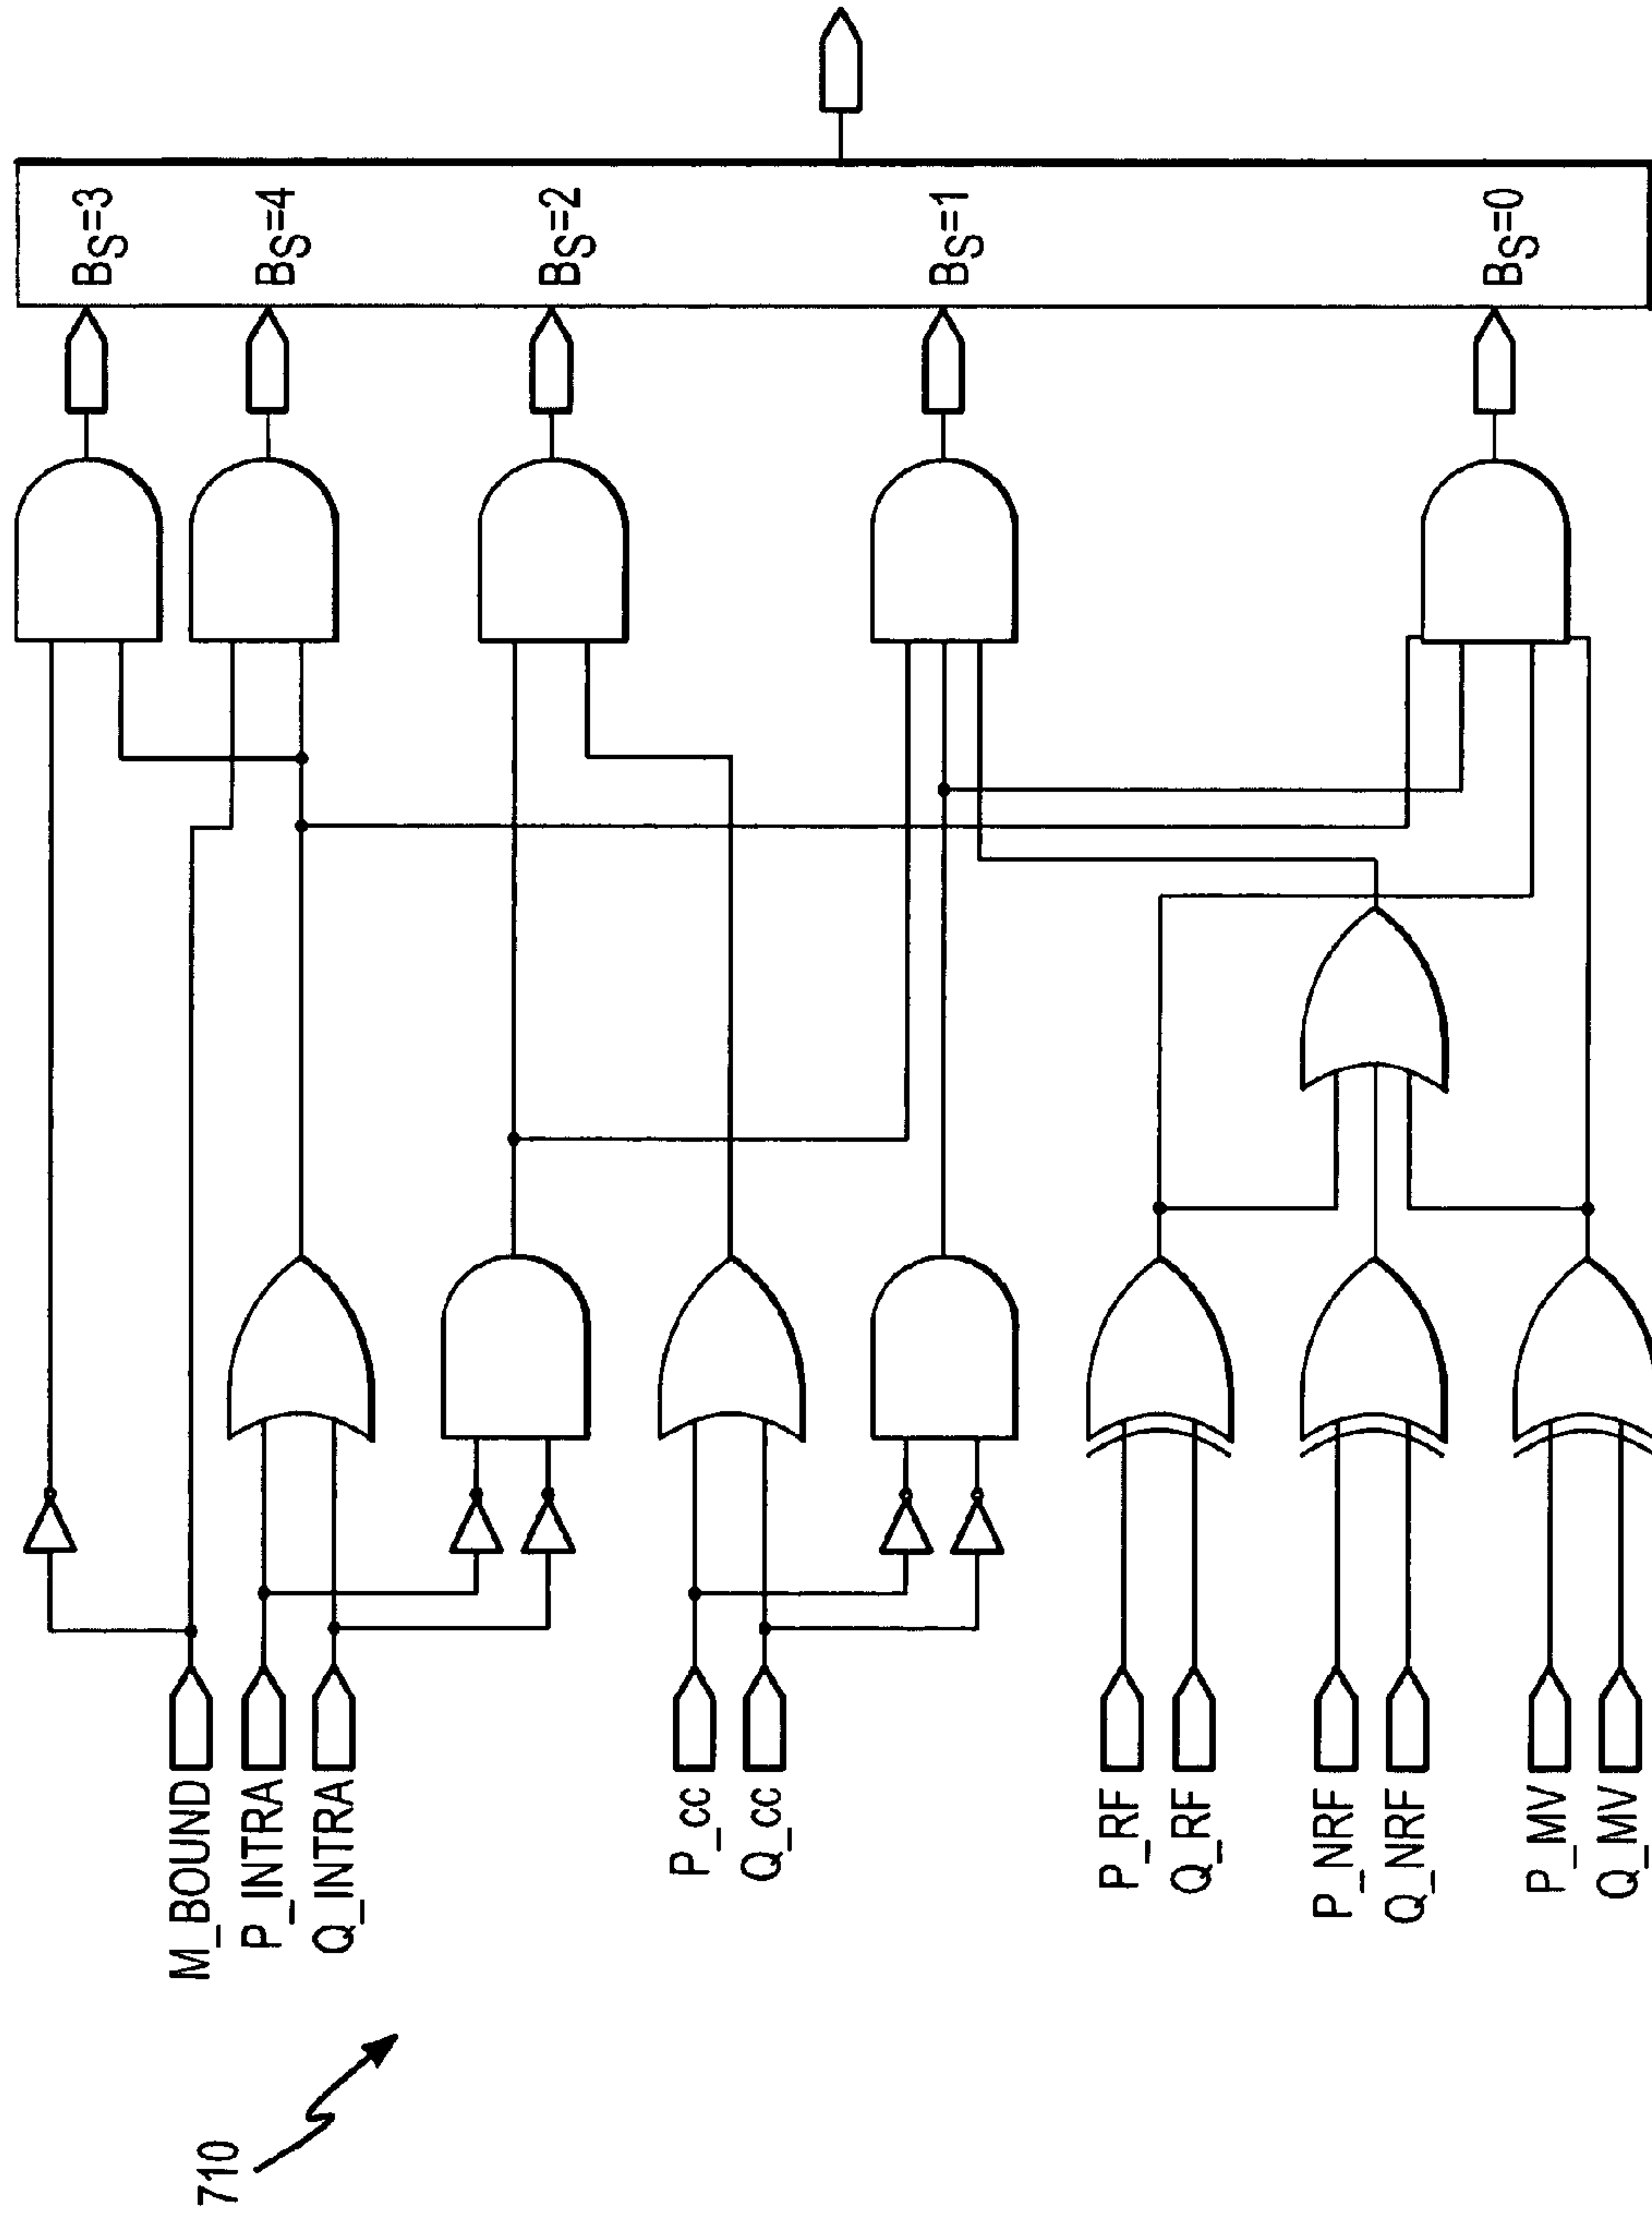 710
M_BOUND
P_INTRA
Q_INTRA
P_cc
Q_cc
P_RF
Q_RF
P_NRF
Q_NRF
P_MV
Q_MV
BS=3
BS=4
BS=2
BS=1
BS=0